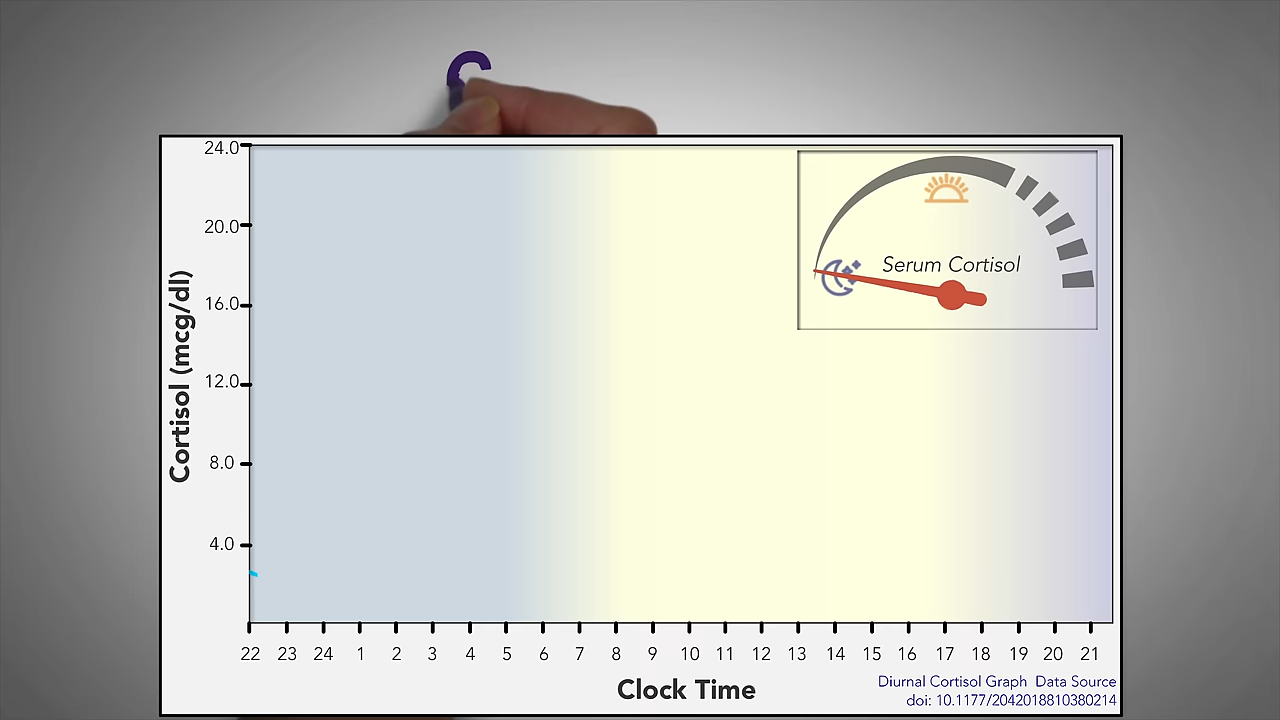 C
24.0
20.0
16.0
12.0
8.0
4.0
Cortisol (mcg/dl)
Serum Cortisol
22 23 24 1 2 3 4 5 6 7 8 9 10 11 12 13 14 15 16 17 18 19 20 21
Clock Time
Diurnal Cortisol Graph Data Source
doi: 10.1177/2042018810380214